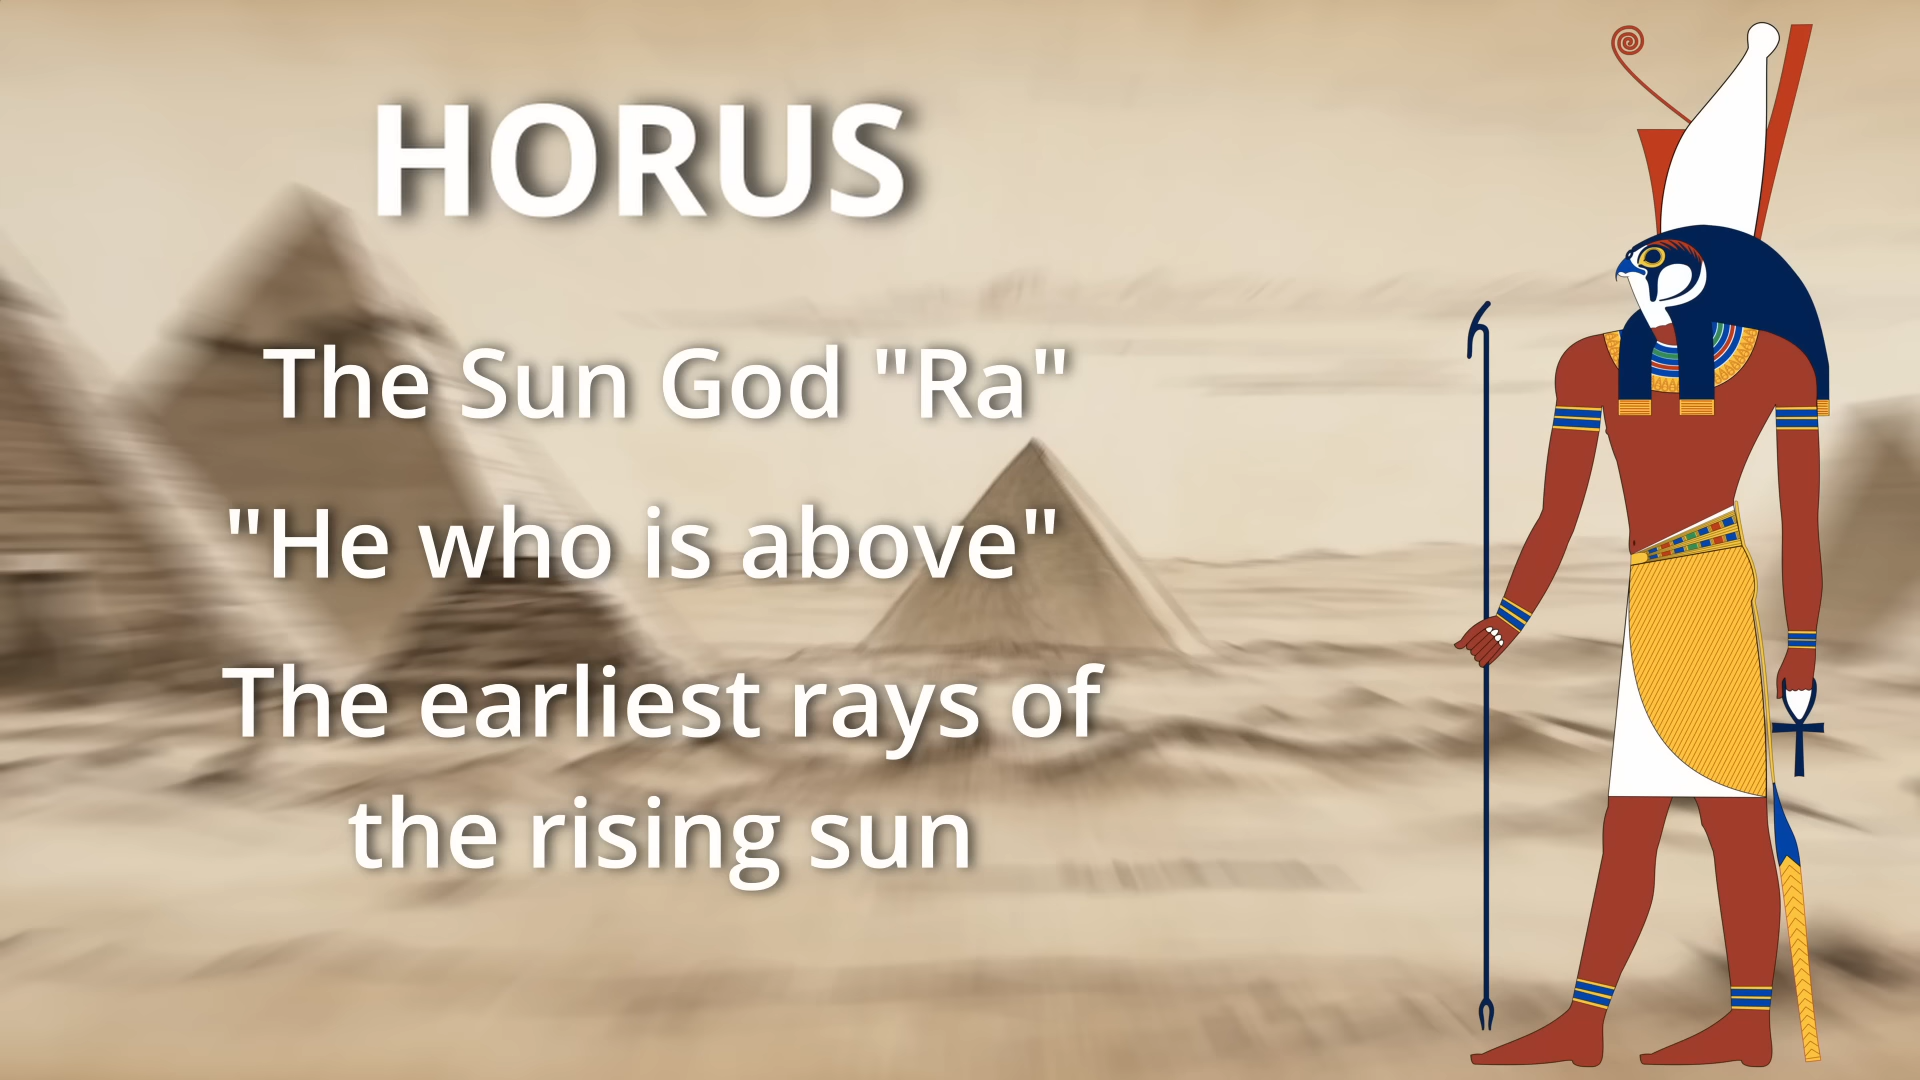 HORUS
The Sun God "Ra"
"He who is above"
The earliest rays of
the rising sun